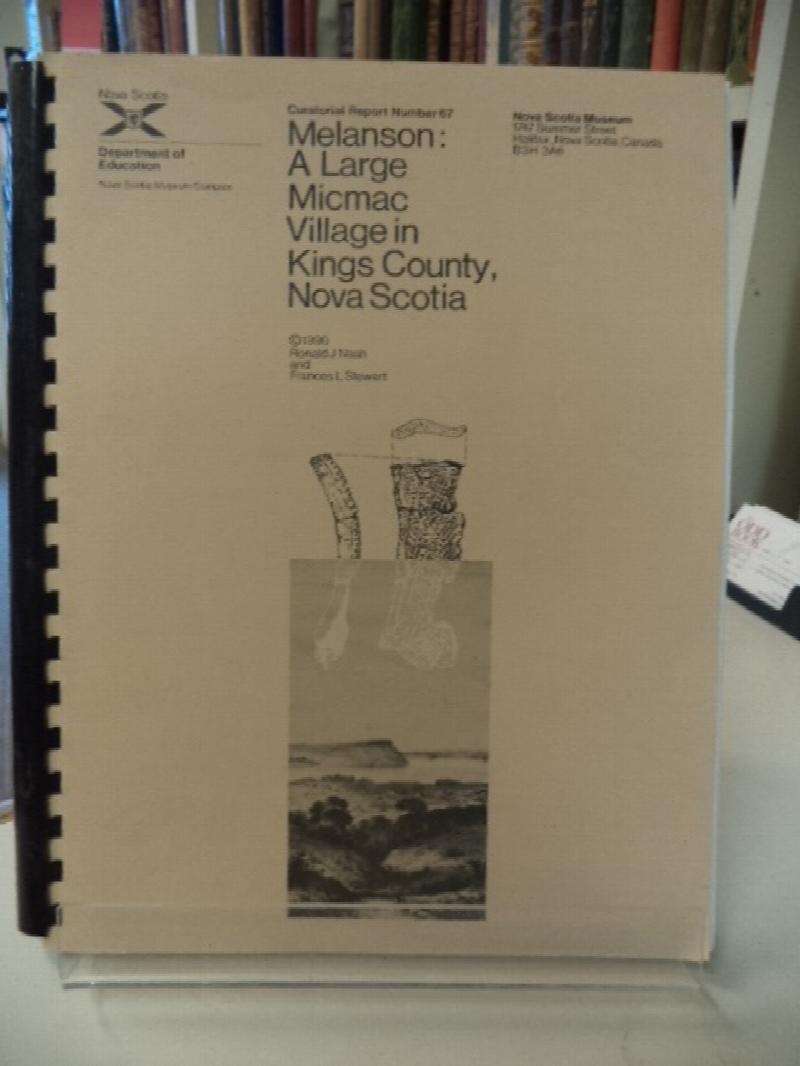 Nova Scotia
Department of
Education
Nova Scotia Museum Complex
Curatorial Report Number 67
Melanson:
A Large
Micmac
Village in
Kings County,
Nova Scotia
©1990
Ronald J Nash
and
Frances L Stewart
Nova Scotia Museum
1747 Summer Street
Halifax, Nova Scotia, Canada
B3H 3A6